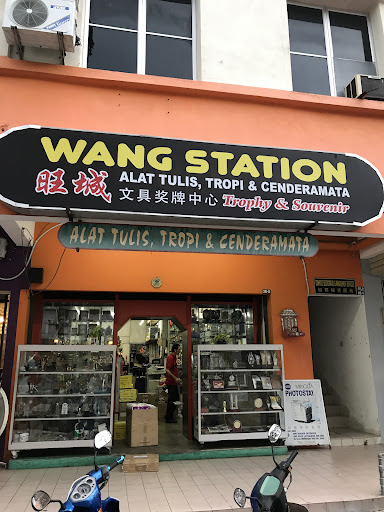 WANG STATION
旺城
ALAT TULIS, TROPI & CENDERAMATA
文具奖牌中心 Trophy & Souvenir
ALAT TULIS, TROPI & CENDERAMATA
PHOTOSTAT